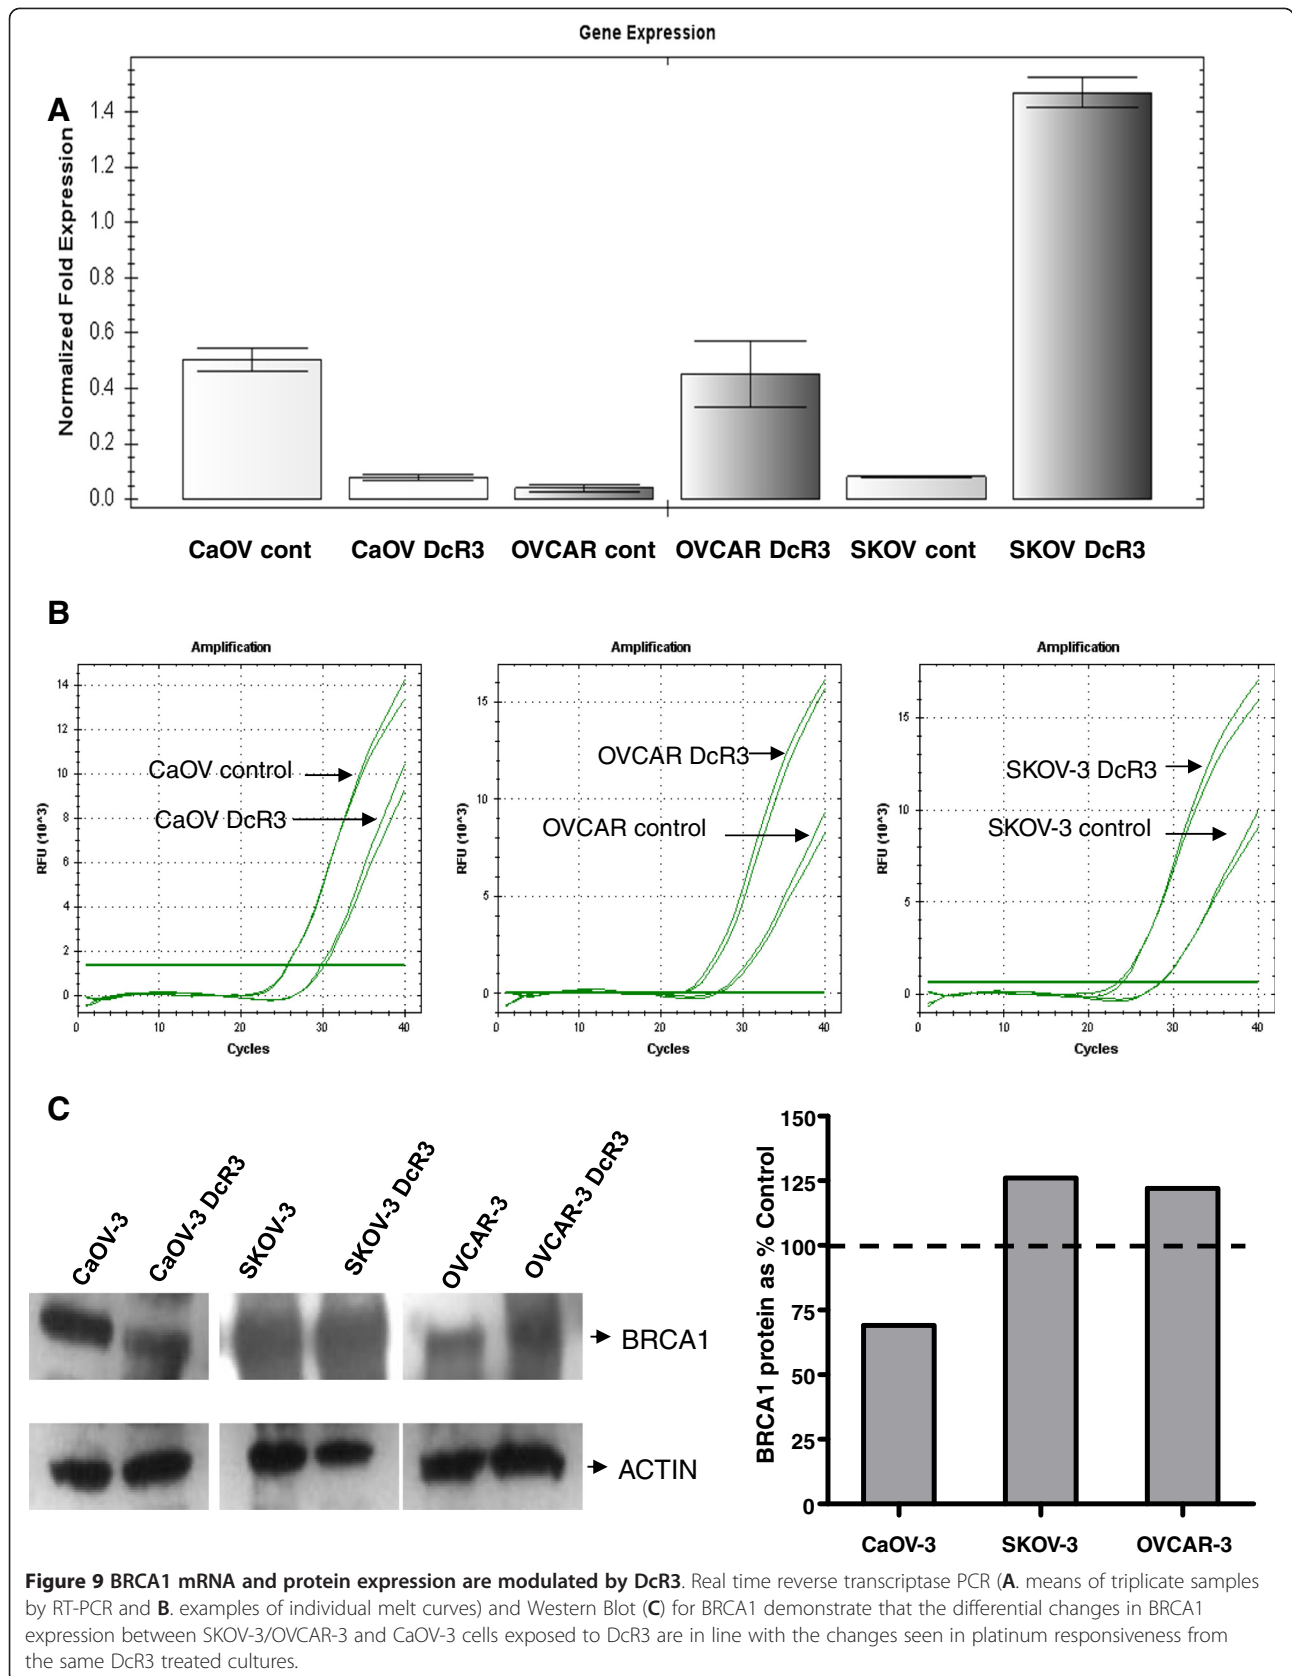 Gene Expression
A
Normalized Fold Expression
1.4
1.2
1.0
0.8
0.6
0.4
0.2
0.0
CaOV cont CaOV DcR3 OVCAR cont OVCAR DcR3 SKOV cont SKOV DcR3
B
Amplification
RFU (10^3)
14
12
10
8
6
4
2
0
CaOV control
CaOV DcR3
0 10 20 30 40
Cycles
Amplification
15
10
5
0
OVCAR DcR3
OVCAR control
0 10 20 30 40
Cycles
Amplification
RFU (10^3)
RFU (10^3)
15
10
5
0
SKOV-3 DcR3
SKOV-3 control
0 10 20 30 40
Cycles
C
CaOV-3
CaOV-3 DcR3
SKOV-3
SKOV-3 DcR3
OVCAR-3
OVCAR-3 DcR3
BRCA1
ACTIN
BRCA1 protein as % Control
150
125
100
75
50
25
0
CaOV-3 SKOV-3 OVCAR-3
Figure 9 BRCA1 mRNA and protein expression are modulated by DcR3. Real time reverse transcriptase PCR (A. means of triplicate samples
by RT-PCR and B. examples of individual melt curves) and Western Blot (C) for BRCA1 demonstrate that the differential changes in BRCA1
expression between SKOV-3/OVCAR-3 and CaOV-3 cells exposed to DcR3 are in line with the changes seen in platinum responsiveness from
the same DcR3 treated cultures.